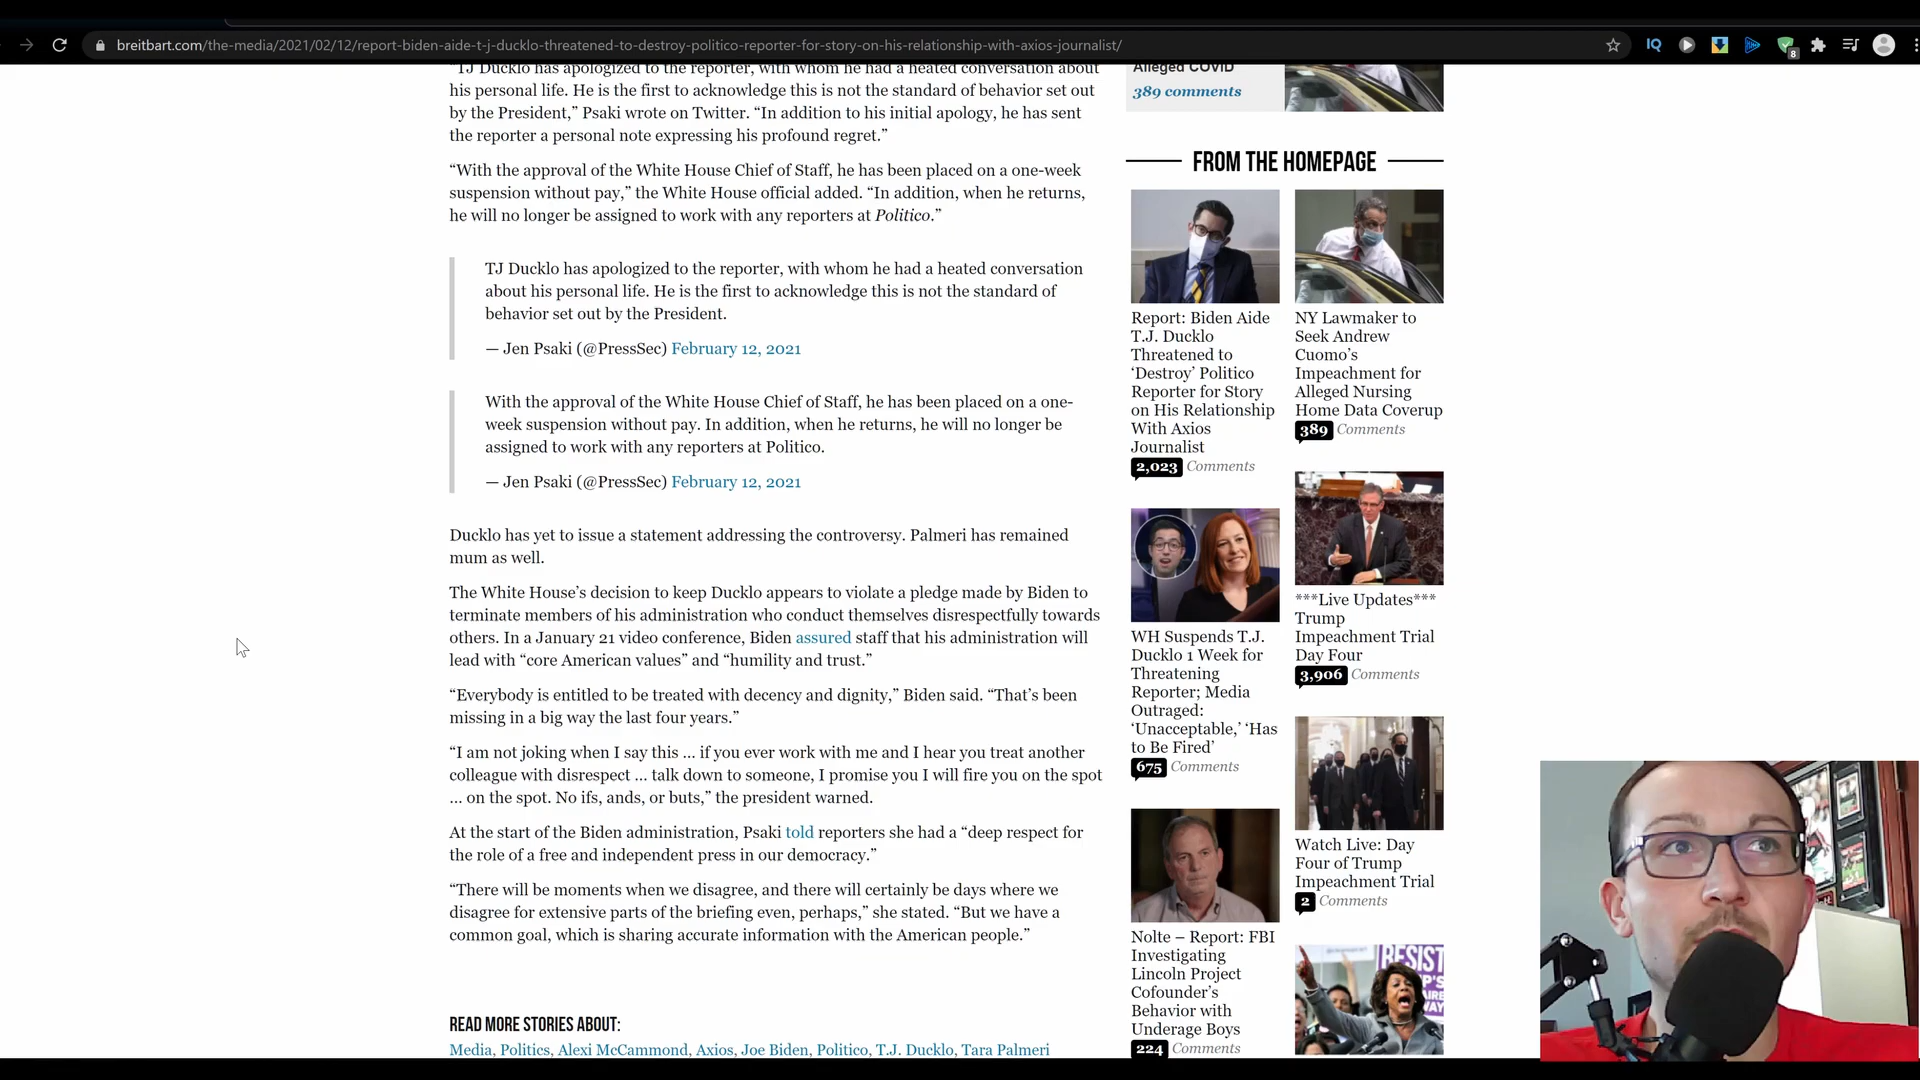 breitbart.com/the-media/2021/02/12/report-biden-aide-t-j-ducklo-threatened-to-destroy-politico-reporter-for-story-on-his-relationship-with-axios-journalist/
IQ
8
“TJ Ducklo has apologized to the reporter, with whom he had a heated conversation about
his personal life. He is the first to acknowledge this is not the standard of behavior set out
by the President,” Psaki wrote on Twitter. “In addition to his initial apology, he has sent
the reporter a personal note expressing his profound regret.”
“With the approval of the White House Chief of Staff, he has been placed on a one-week
suspension without pay,” the White House official added. “In addition, when he returns,
he will no longer be assigned to work with any reporters at Politico.”
TJ Ducklo has apologized to the reporter, with whom he had a heated conversation
about his personal life. He is the first to acknowledge this is not the standard of
behavior set out by the President.
— Jen Psaki (@PressSec) February 12, 2021
With the approval of the White House Chief of Staff, he has been placed on a one-
week suspension without pay. In addition, when he returns, he will no longer be
assigned to work with any reporters at Politico.
— Jen Psaki (@PressSec) February 12, 2021
Ducklo has yet to issue a statement addressing the controversy. Palmeri has remained
mum as well.
The White House’s decision to keep Ducklo appears to violate a pledge made by Biden to
terminate members of his administration who conduct themselves disrespectfully towards
others. In a January 21 video conference, Biden assured staff that his administration will
lead with “core American values” and “humility and trust.”
“Everybody is entitled to be treated with decency and dignity,” Biden said. “That’s been
missing in a big way the last four years.”
“I am not joking when I say this … if you ever work with me and I hear you treat another
colleague with disrespect … talk down to someone, I promise you I will fire you on the spot
… on the spot. No ifs, ands, or buts,” the president warned.
At the start of the Biden administration, Psaki told reporters she had a “deep respect for
the role of a free and independent press in our democracy.”
“There will be moments when we disagree, and there will certainly be days where we
disagree for extensive parts of the briefing even, perhaps,” she stated. “But we have a
common goal, which is sharing accurate information with the American people.”
READ MORE STORIES ABOUT:
Media, Politics, Alexi McCammond, Axios, Joe Biden, Politico, T.J. Ducklo, Tara Palmeri
Alleged COVID
389 comments
FROM THE HOMEPAGE
Report: Biden Aide
T.J. Ducklo
Threatened to
‘Destroy’ Politico
Reporter for Story
on His Relationship
With Axios
Journalist
2,023 Comments
WH Suspends T.J.
Ducklo 1 Week for
Threatening
Reporter; Media
Outraged:
‘Unacceptable,’ ‘Has
to Be Fired’
675 Comments
Nolte – Report: FBI
Investigating
Lincoln Project
Cofounder’s
Behavior with
Underage Boys
224 Comments
NY Lawmaker to
Seek Andrew
Cuomo’s
Impeachment for
Alleged Nursing
Home Data Coverup
389 Comments
***Live Updates***
Trump
Impeachment Trial
Day Four
3,906 Comments
Watch Live: Day
Four of Trump
Impeachment Trial
2 Comments
RESIST